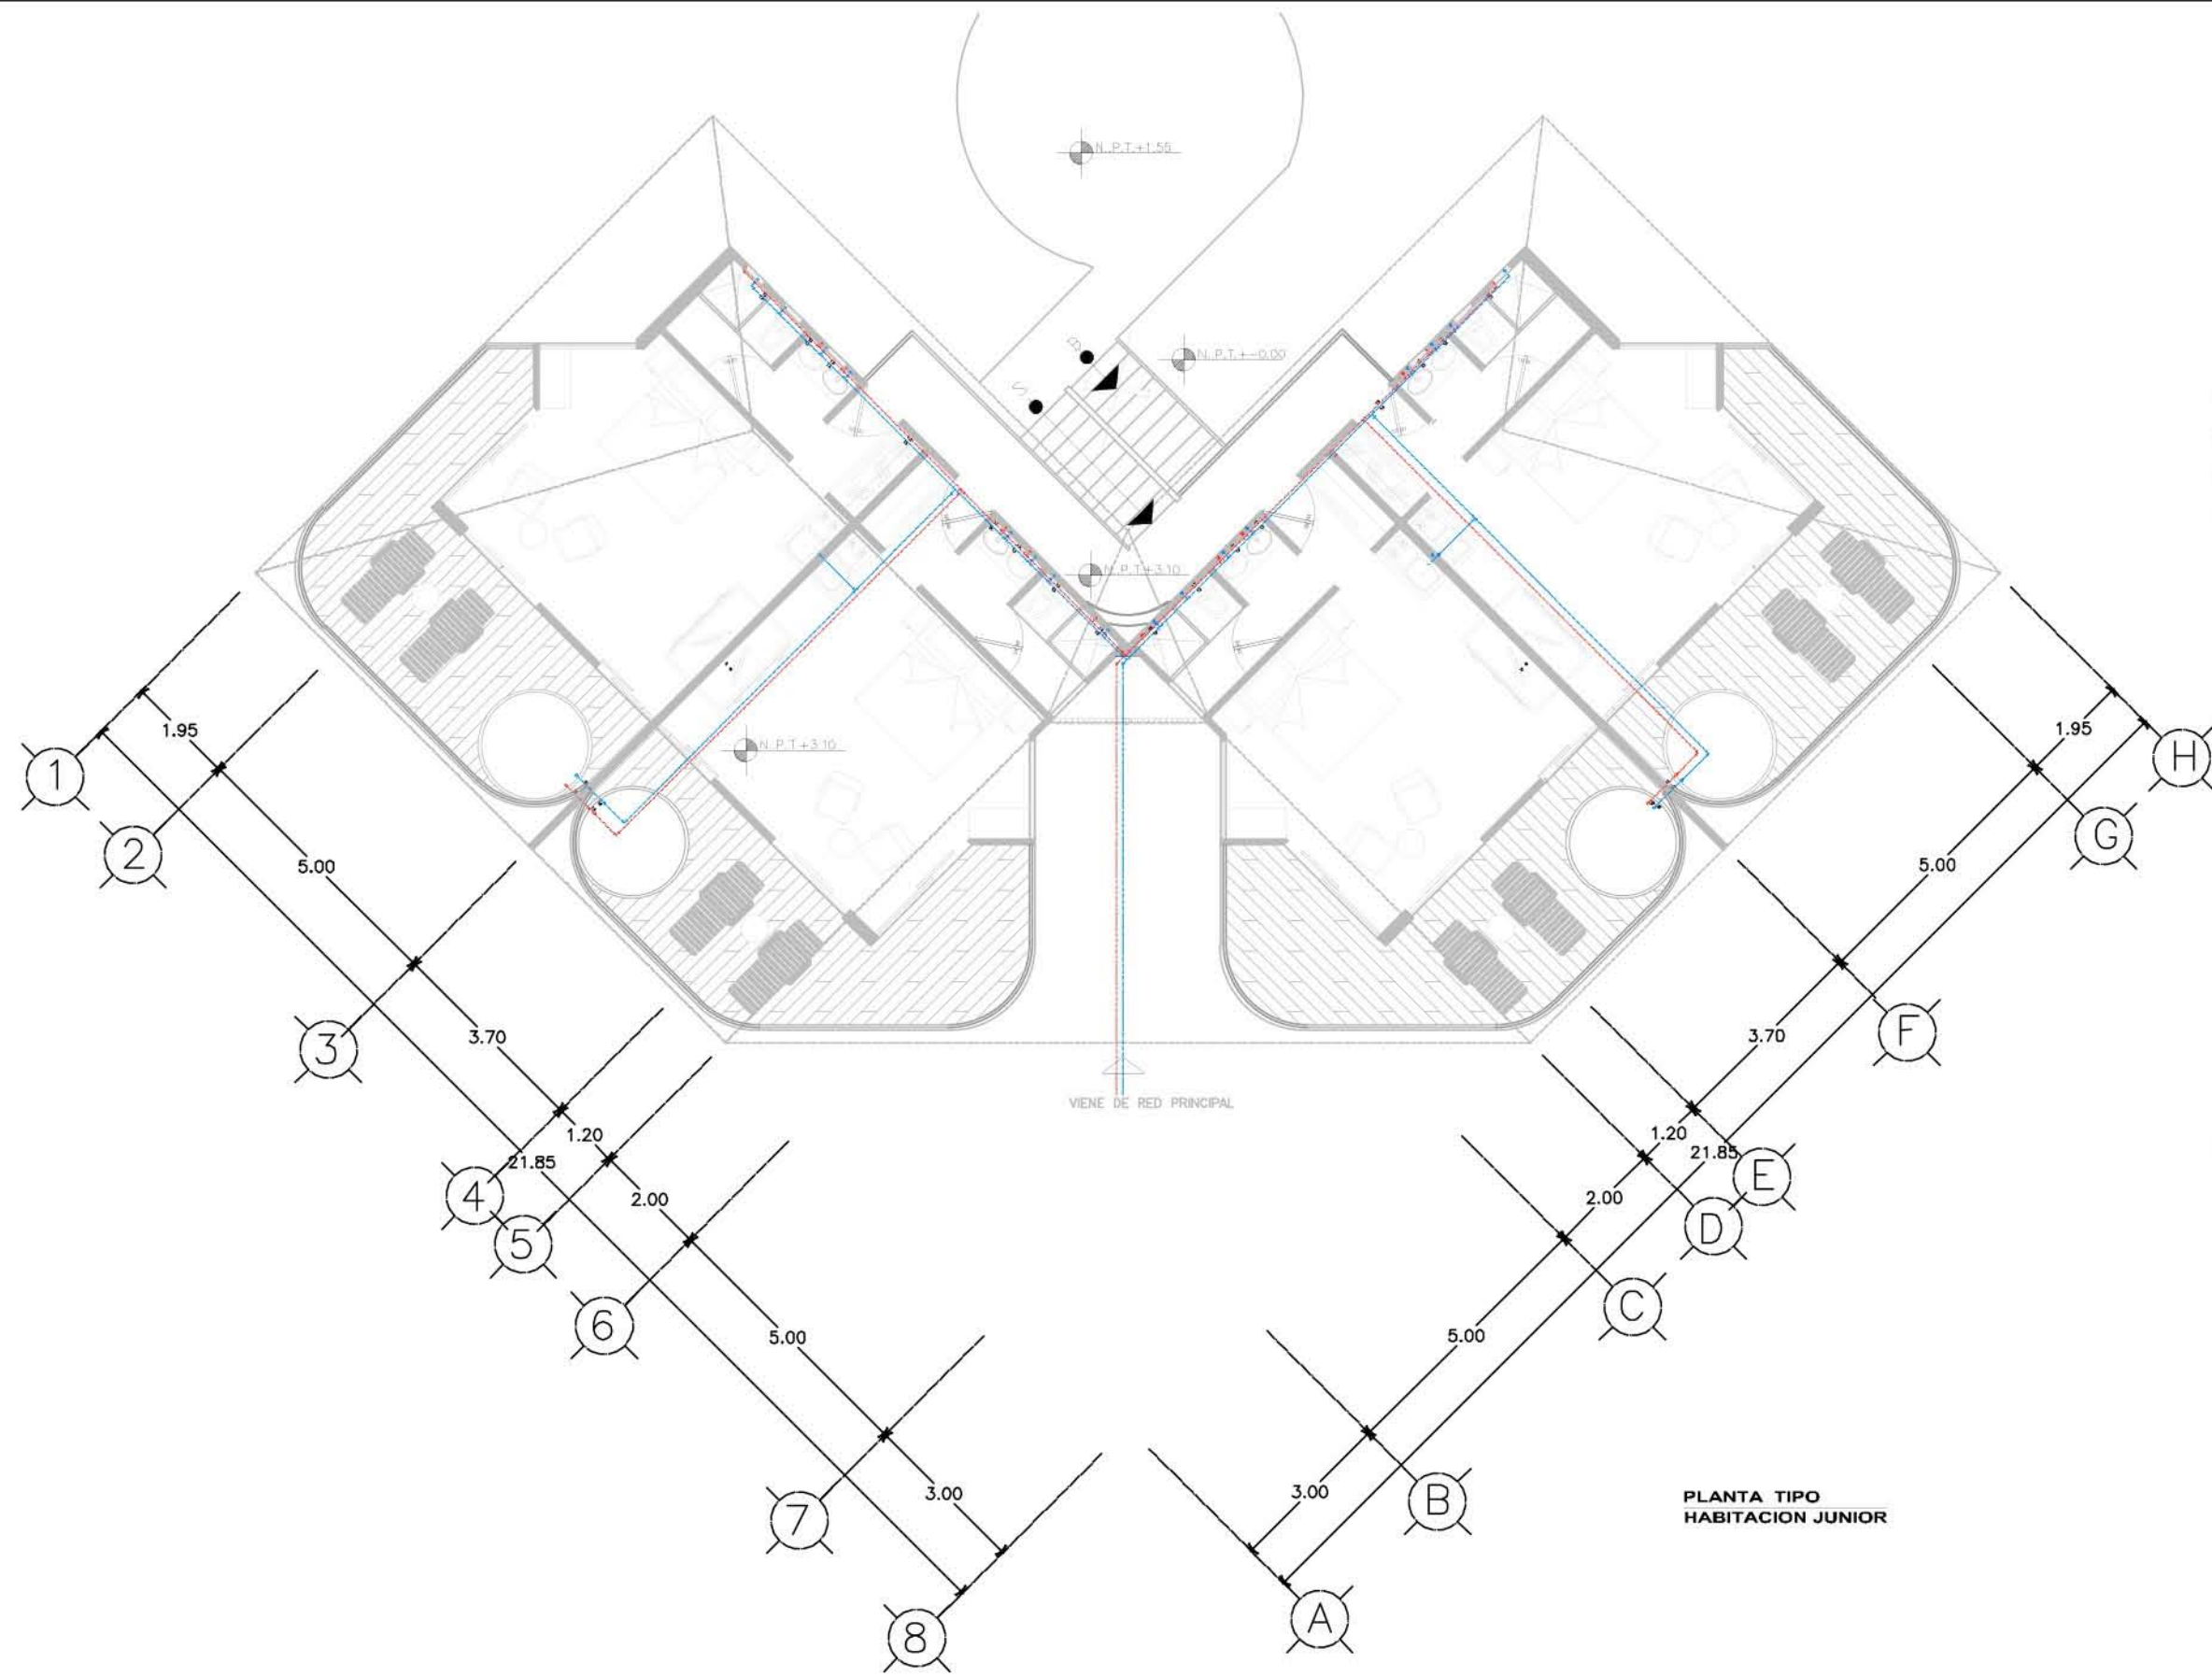 N.P.T.+1.55
B
N.P.T.+-0.00
S
N.P.T.+3.10
N.P.T.+3.10
VIENE DE RED PRINCIPAL
1
1.95
2
5.00
3
3.70
4
1.20
21.85
5
2.00
6
5.00
7
3.00
8
H
1.95
G
5.00
F
3.70
E
1.20
21.85
D
2.00
C
5.00
B
3.00
A
PLANTA TIPO
HABITACION JUNIOR